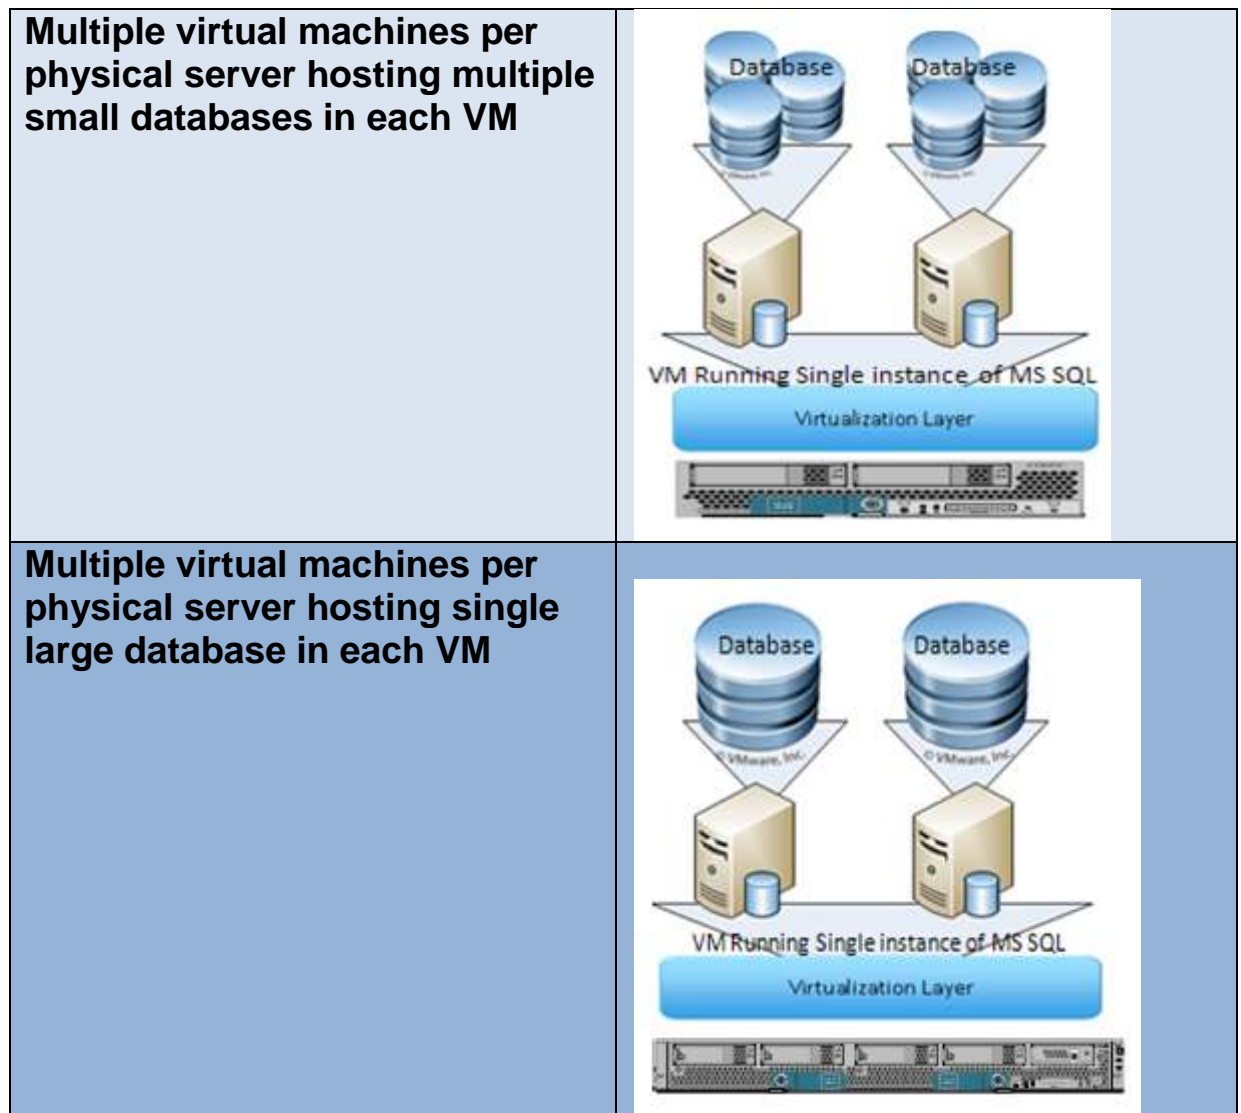 Multiple virtual machines per
physical server hosting multiple
small databases in each VM
Database Database
VM Running Single instance of MS SQL
Virtualization Layer
Multiple virtual machines per
physical server hosting single
large database in each VM
Database Database
© VMware, Inc. © VMware, Inc.
VM Running Single instance of MS SQL
Virtualization Layer